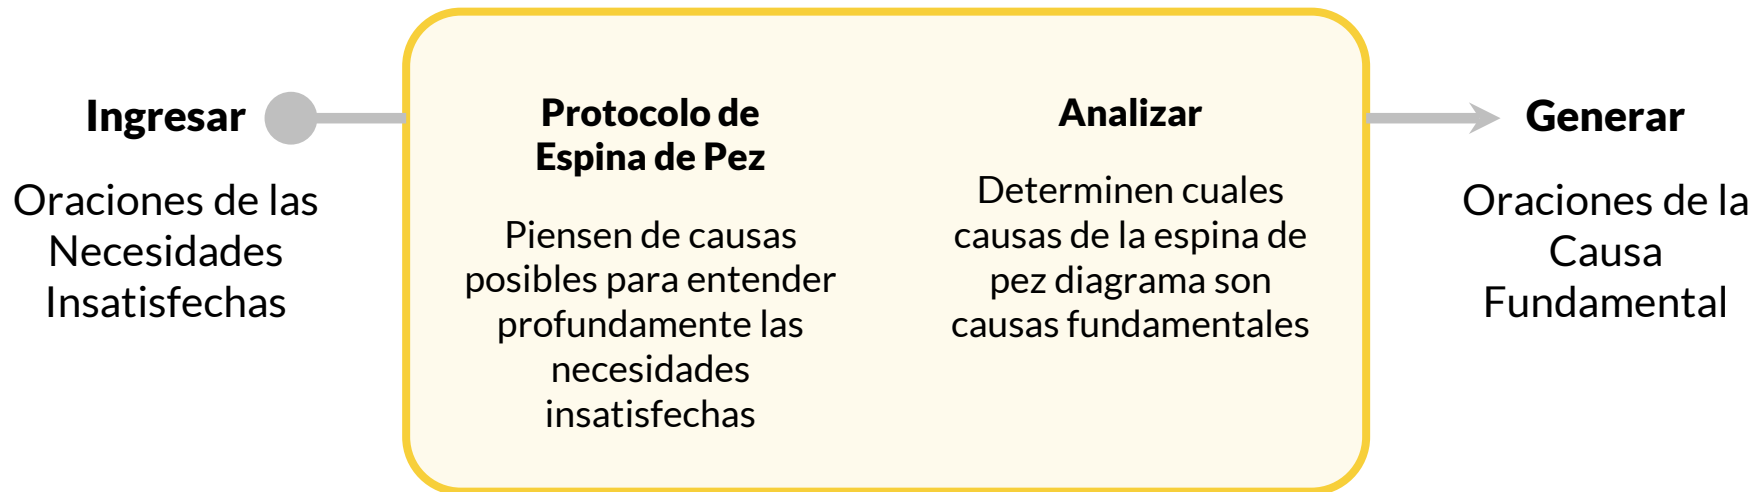 Ingresar
Oraciones de las
Necesidades
Insatisfechas
Protocolo de
Espina de Pez
Piensen de causas
posibles para entender
profundamente las
necesidades
insatisfechas
Analizar
Determinen cuales
causas de la espina de
pez diagrama son
causas fundamentales
Generar
Oraciones de la
Causa
Fundamental